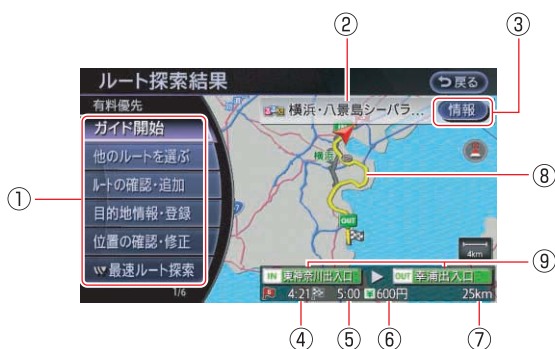 ②
③
ルート探索結果
戻る
有料優先
横浜・八景島シーパラ…
情報
ガイド開始
他のルートを選ぶ
ルートの確認・追加
目的地情報・登録
位置の確認・修正
最速ルート探索
1/6
①
横浜
OUT
4km
⑧
⑨
IN 東神奈川出入口
OUT 幸浦出入口
4:21
5:00
¥600円
25km
④
⑤
⑥
⑦